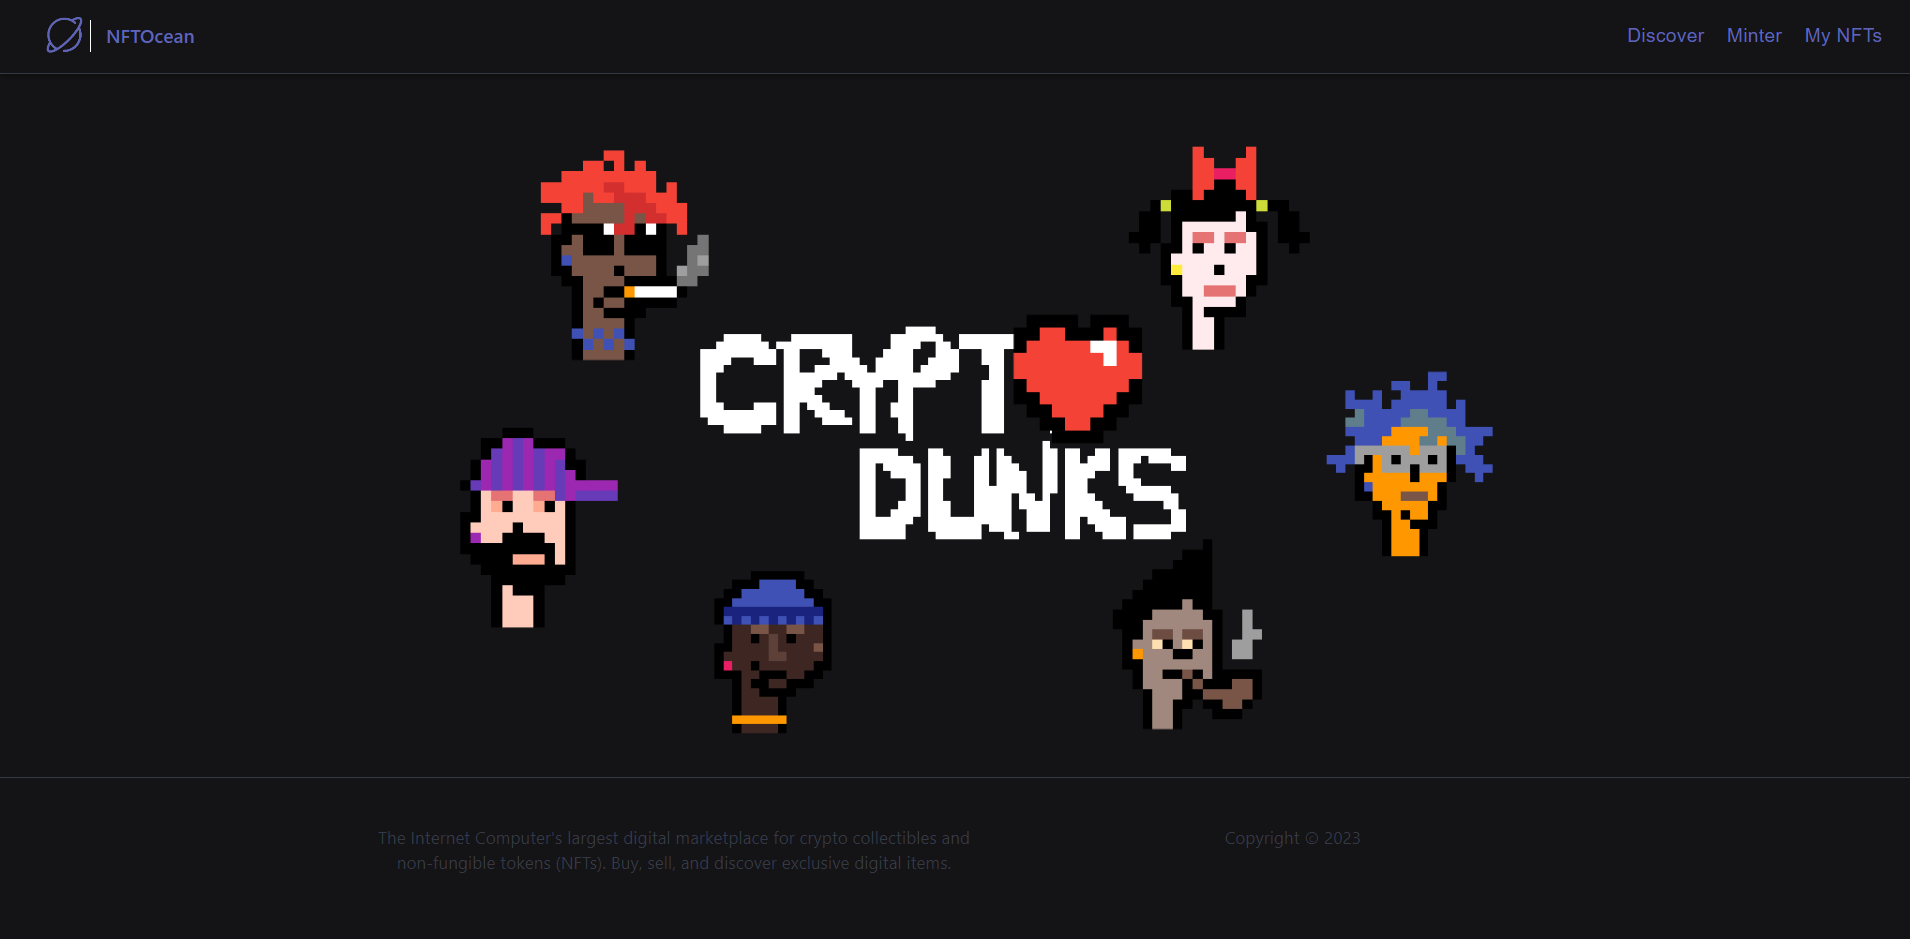 NFTOcean
Discover Minter My NFTs
CRYPT
DUNKS
The Internet Computer's largest digital marketplace for crypto collectibles and
non-fungible tokens (NFTs). Buy, sell, and discover exclusive digital items.
Copyright © 2023